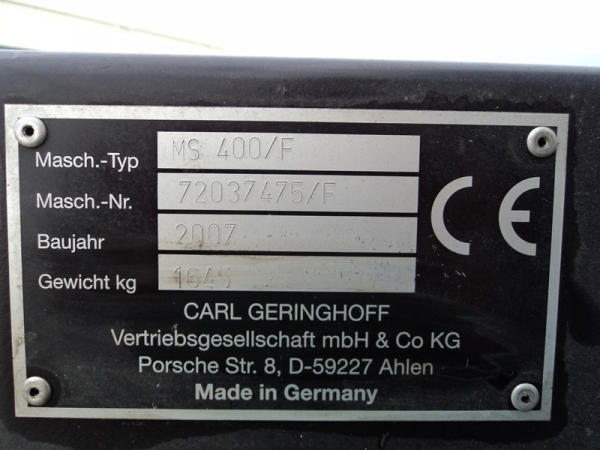 Masch.-Typ MS 400/F
Masch.-Nr. 72037475/F
Baujahr 2007
Gewicht kg 1645
CE
CARL GERINGHOFF
Vertriebsgesellschaft mbH & Co KG
Porsche Str. 8, D-59227 Ahlen
Made in Germany